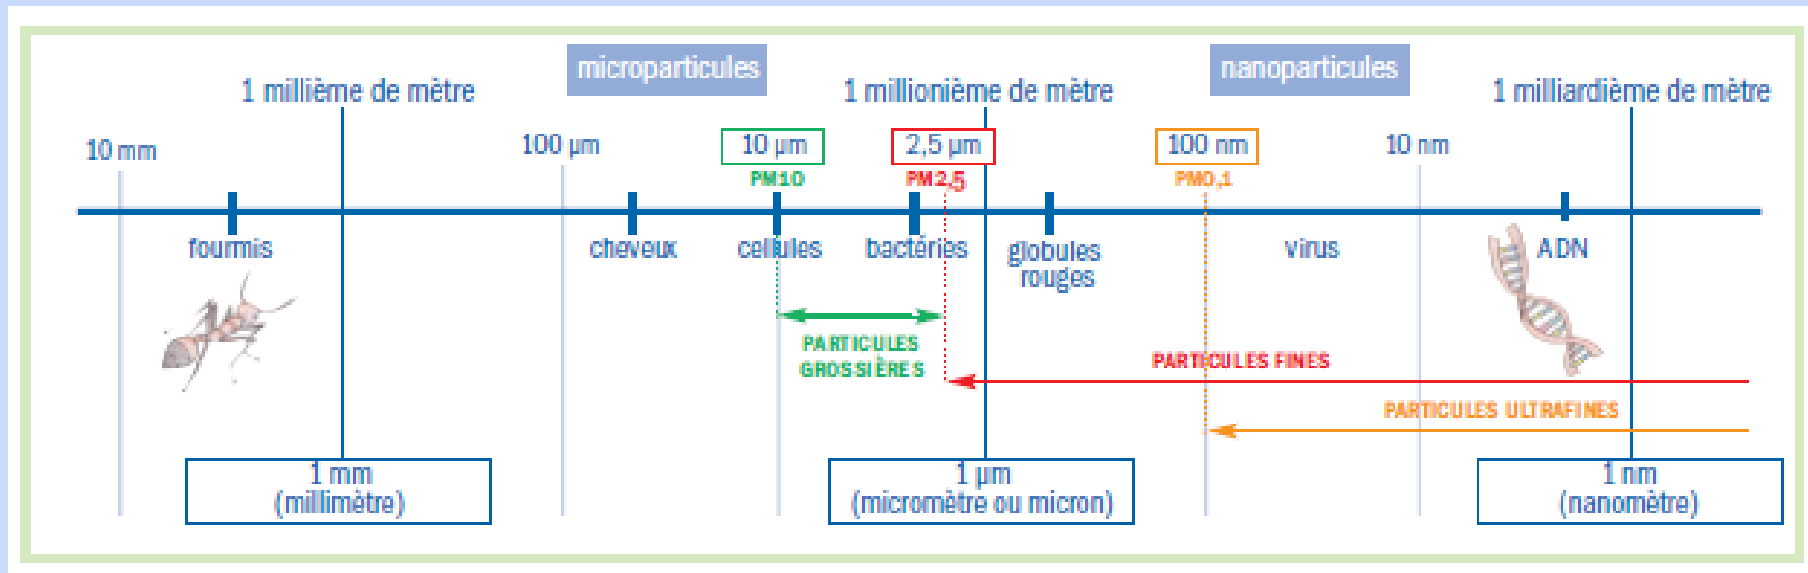 microparticules
nanoparticules
1 millième de mètre
1 millionième de mètre
1 milliardième de mètre
10 mm
100 µm
10 µm
2,5 µm
100 nm
10 nm
PM10
PM2,5
PM0,1
fourmis
cheveux
cellules
bactéries
globules
rouges
virus
ADN
PARTICULES
GROSSIÈRES
PARTICULES FINES
PARTICULES ULTRAFINES
1 mm
(millimètre)
1 µm
(micromètre ou micron)
1 nm
(nanomètre)